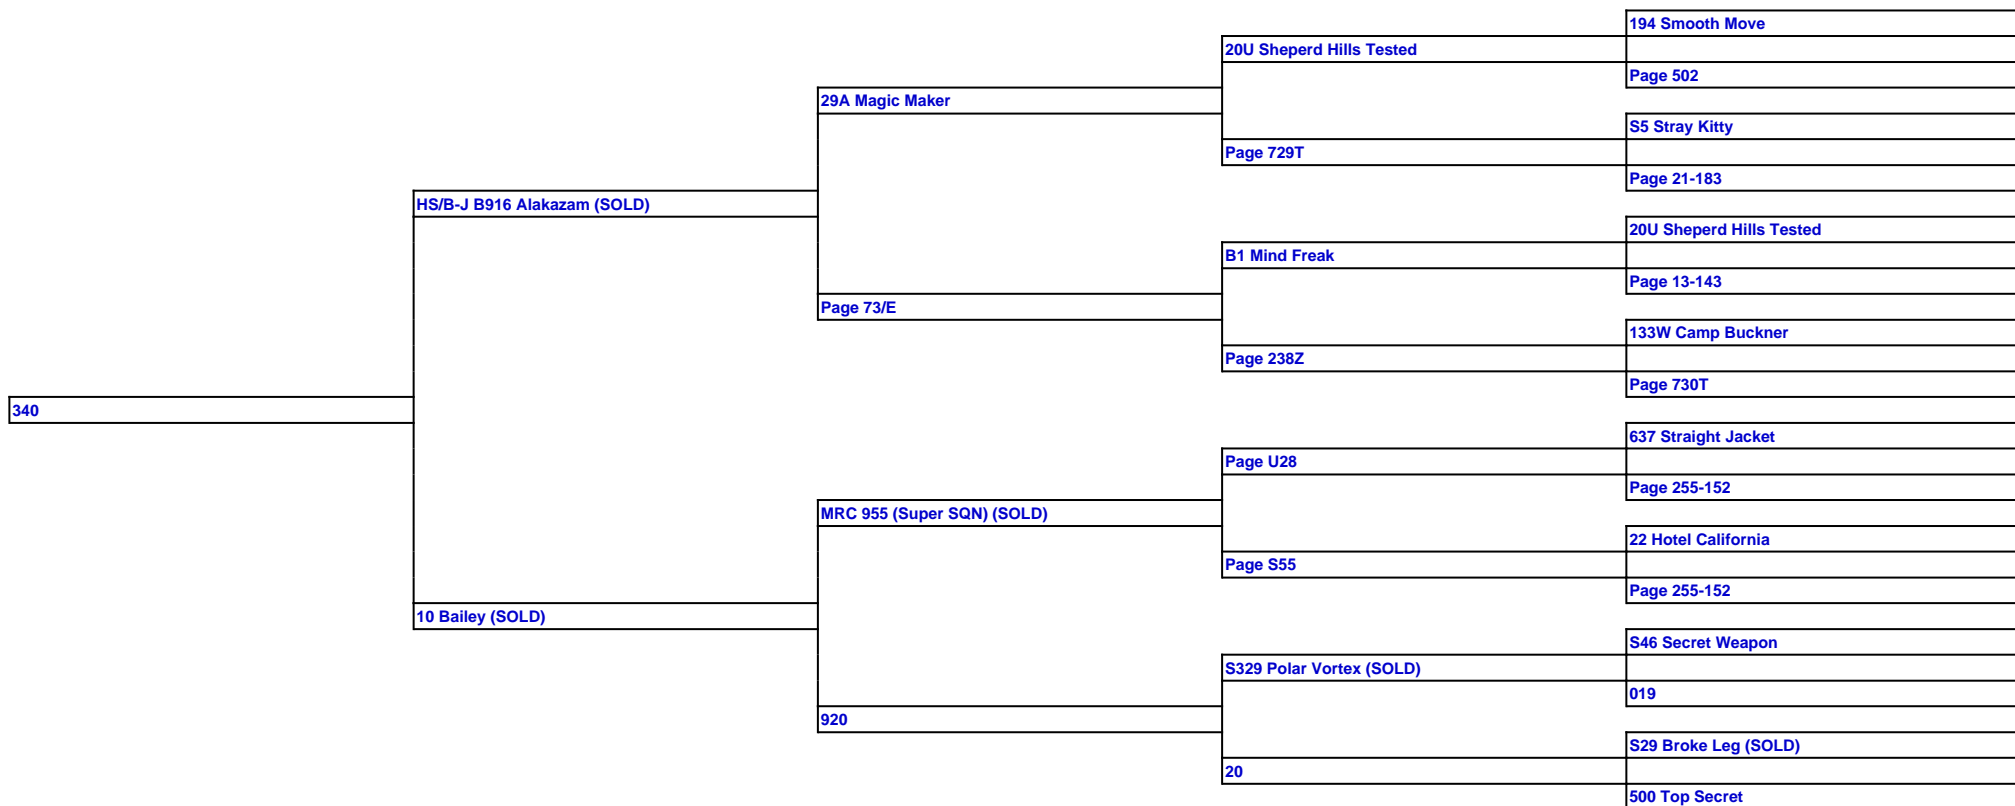 194 Smooth Move
20U Sheperd Hills Tested
Page 502
29A Magic Maker
S5 Stray Kitty
Page 729T
Page 21-183
HS/B-J B916 Alakazam (SOLD)
20U Sheperd Hills Tested
B1 Mind Freak
Page 13-143
Page 73/E
133W Camp Buckner
Page 238Z
Page 730T
340
637 Straight Jacket
Page U28
Page 255-152
MRC 955 (Super SQN) (SOLD)
22 Hotel California
Page S55
Page 255-152
10 Bailey (SOLD)
S46 Secret Weapon
S329 Polar Vortex (SOLD)
019
920
S29 Broke Leg (SOLD)
20
500 Top Secret